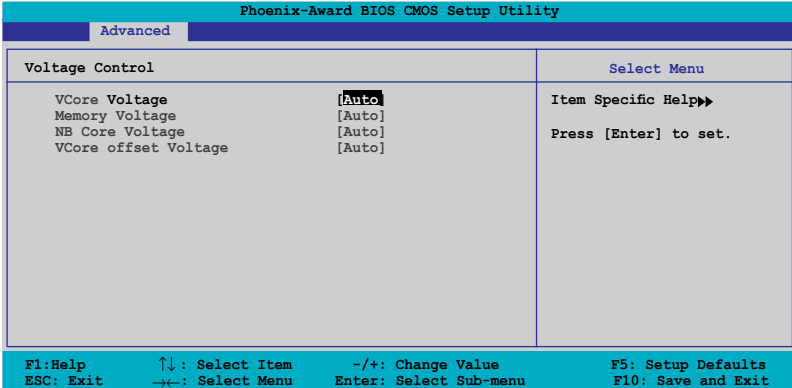 Phoenix-Award BIOS CMOS Setup Utility
Advanced
Voltage Control
Select Menu
VCore Voltage [Auto]
Memory Voltage [Auto]
NB Core Voltage [Auto]
VCore offset Voltage [Auto]
Item Specific Help▶▶
Press [Enter] to set.
F1:Help ↑↓: Select Item -/+: Change Value F5: Setup Defaults
ESC: Exit →←: Select Menu Enter: Select Sub-menu F10: Save and Exit